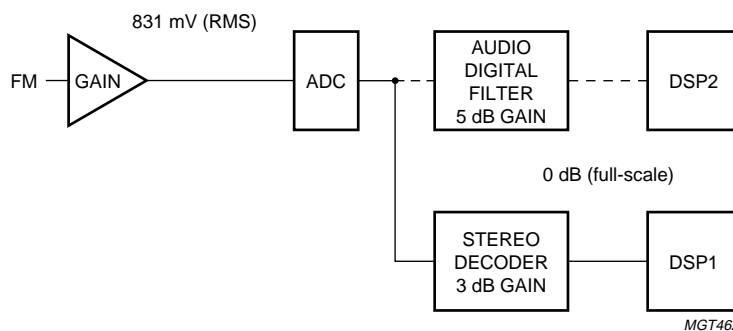 831 mV (RMS)
FM
GAIN
ADC
AUDIO
DIGITAL
FILTER
5 dB GAIN
DSP2
0 dB (full-scale)
STEREO
DECODER
3 dB GAIN
DSP1